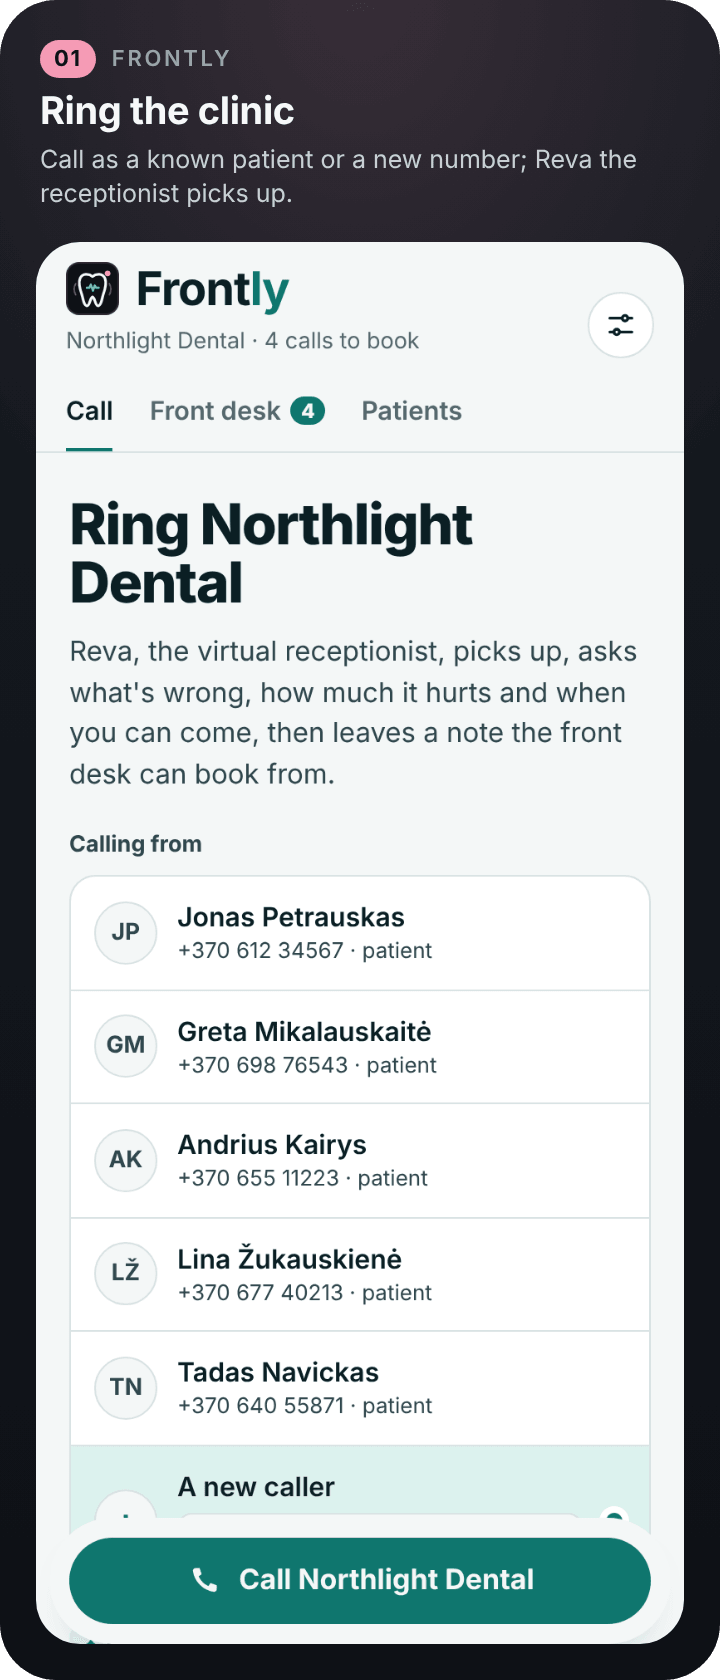 01 FRONTLY
Ring the clinic
Call as a known patient or a new number; Reva the
receptionist picks up.
Frontly
Northlight Dental · 4 calls to book
Call Front desk 4 Patients
Ring Northlight
Dental
Reva, the virtual receptionist, picks up, asks
what's wrong, how much it hurts and when
you can come, then leaves a note the front
desk can book from.
Calling from
JP Jonas Petrauskas
+370 612 34567 · patient
GM Greta Mikalauskaitė
+370 698 76543 · patient
AK Andrius Kairys
+370 655 11223 · patient
LŽ Lina Žukauskienė
+370 677 40213 · patient
TN Tadas Navickas
+370 640 55871 · patient
A new caller
Call Northlight Dental